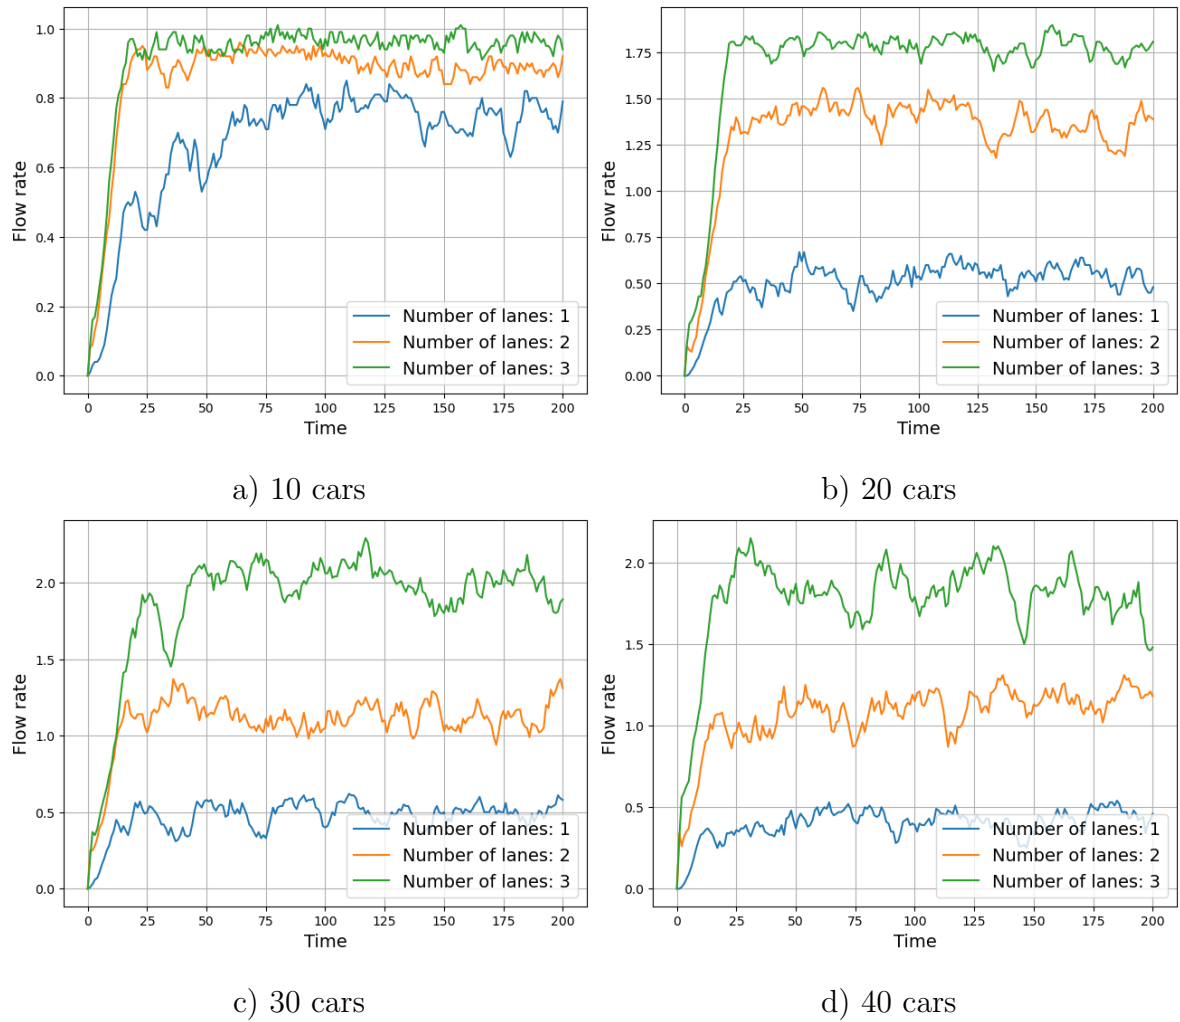 1.0
0.8
0.6
0.4
0.2
0.0
Flow rate
0 25 50 75 100 125 150 175 200
Time
Number of lanes: 1
Number of lanes: 2
Number of lanes: 3
a) 10 cars
1.75
1.50
1.25
1.00
0.75
0.50
0.25
0.00
Flow rate
0 25 50 75 100 125 150 175 200
Time
Number of lanes: 1
Number of lanes: 2
Number of lanes: 3
b) 20 cars
2.0
1.5
1.0
0.5
0.0
Flow rate
0 25 50 75 100 125 150 175 200
Time
Number of lanes: 1
Number of lanes: 2
Number of lanes: 3
c) 30 cars
2.0
1.5
1.0
0.5
0.0
Flow rate
0 25 50 75 100 125 150 175 200
Time
Number of lanes: 1
Number of lanes: 2
Number of lanes: 3
d) 40 cars